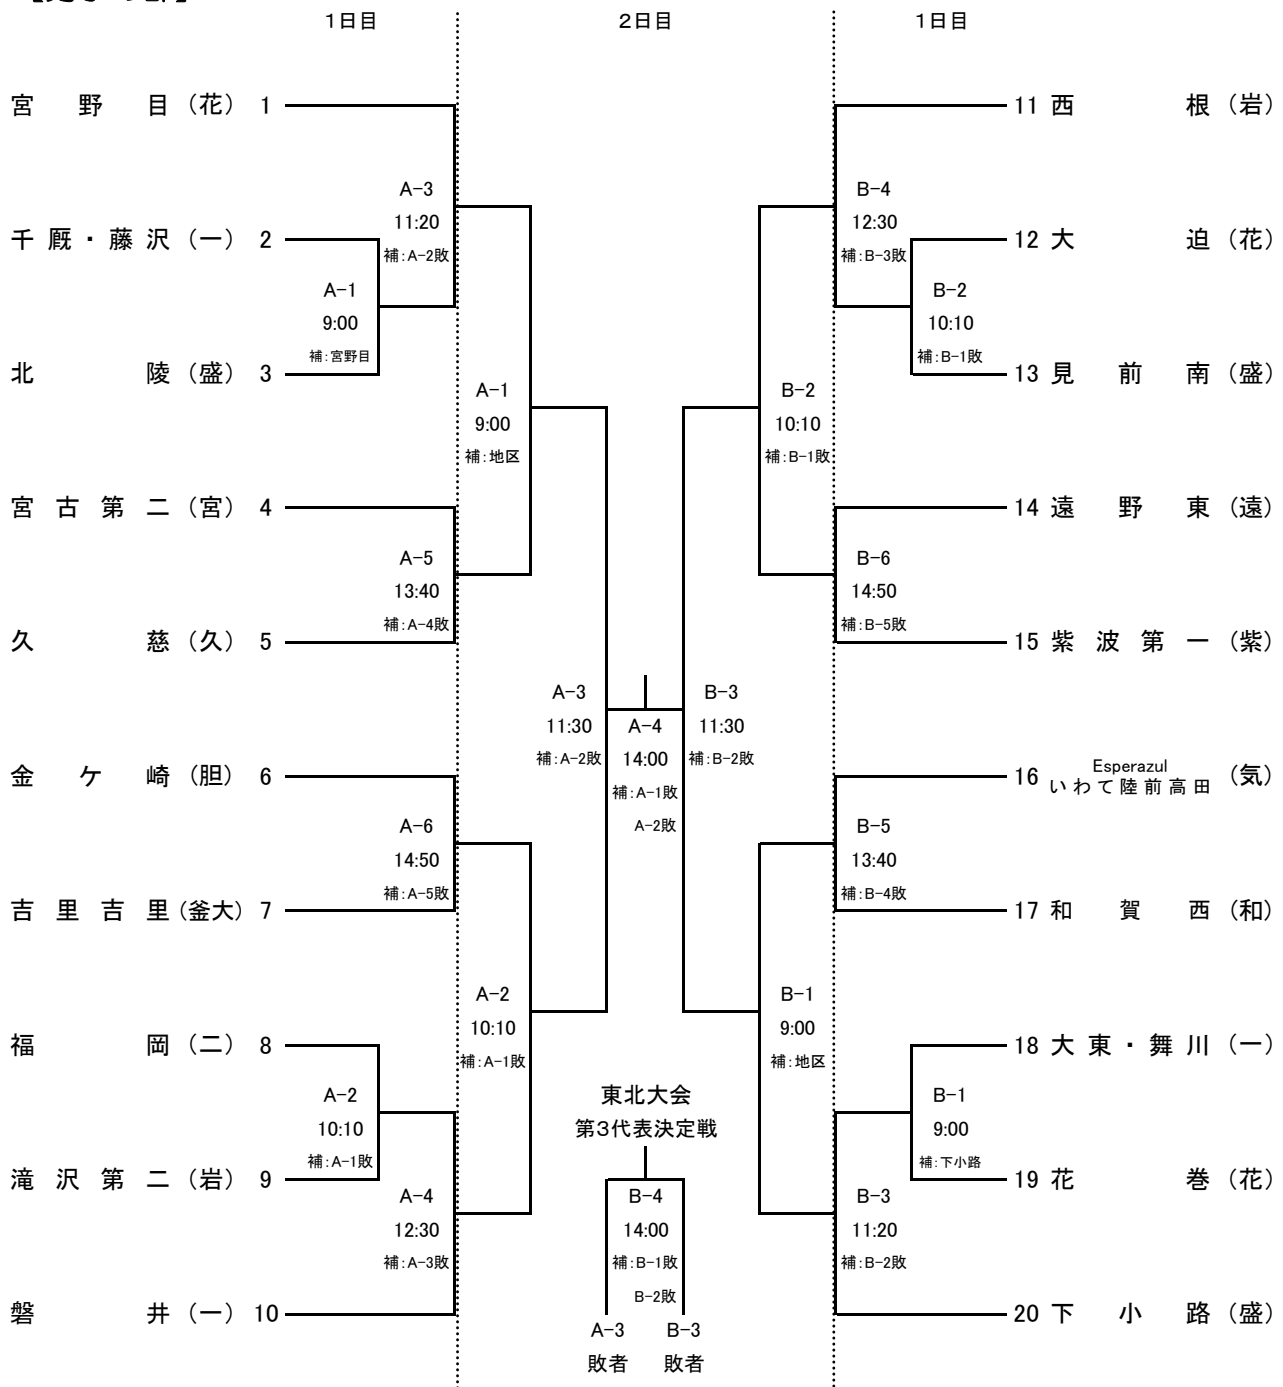 1日目
2日目
1日目
宮野目（花） 1
千厩・藤沢（一） 2
北陵（盛） 3
宮古第二（宮） 4
久慈（久） 5
金ケ崎（胆） 6
吉里吉里（釜大） 7
福岡（二） 8
滝沢第二（岩） 9
磐井（一） 10
A-3
11:20
補:A-2敗
A-1
9:00
補:宮野目
A-5
13:40
補:A-4敗
A-6
14:50
補:A-5敗
A-2
10:10
補:A-1敗
A-4
12:30
補:A-3敗
A-1
9:00
補:地区
A-2
10:10
補:A-1敗
A-3
11:30
補:A-2敗
A-4
14:00
補:A-1敗
A-2敗
B-3
11:30
補:B-2敗
東北大会
第3代表決定戦
B-4
14:00
補:B-1敗
B-2敗
A-3
敗者
B-3
敗者
B-2
10:10
補:B-1敗
B-1
9:00
補:地区
B-4
12:30
補:B-3敗
B-2
10:10
補:B-1敗
B-6
14:50
補:B-5敗
B-5
13:40
補:B-4敗
B-1
9:00
補:下小路
B-3
11:20
補:B-2敗
11 西根（岩）
12 大迫（花）
13 見前南（盛）
14 遠野東（遠）
15 紫波第一（紫）
16 Esperazul
いわて陸前高田（気）
17 和賀西（和）
18 大東・舞川（一）
19 花巻（花）
20 下小路（盛）